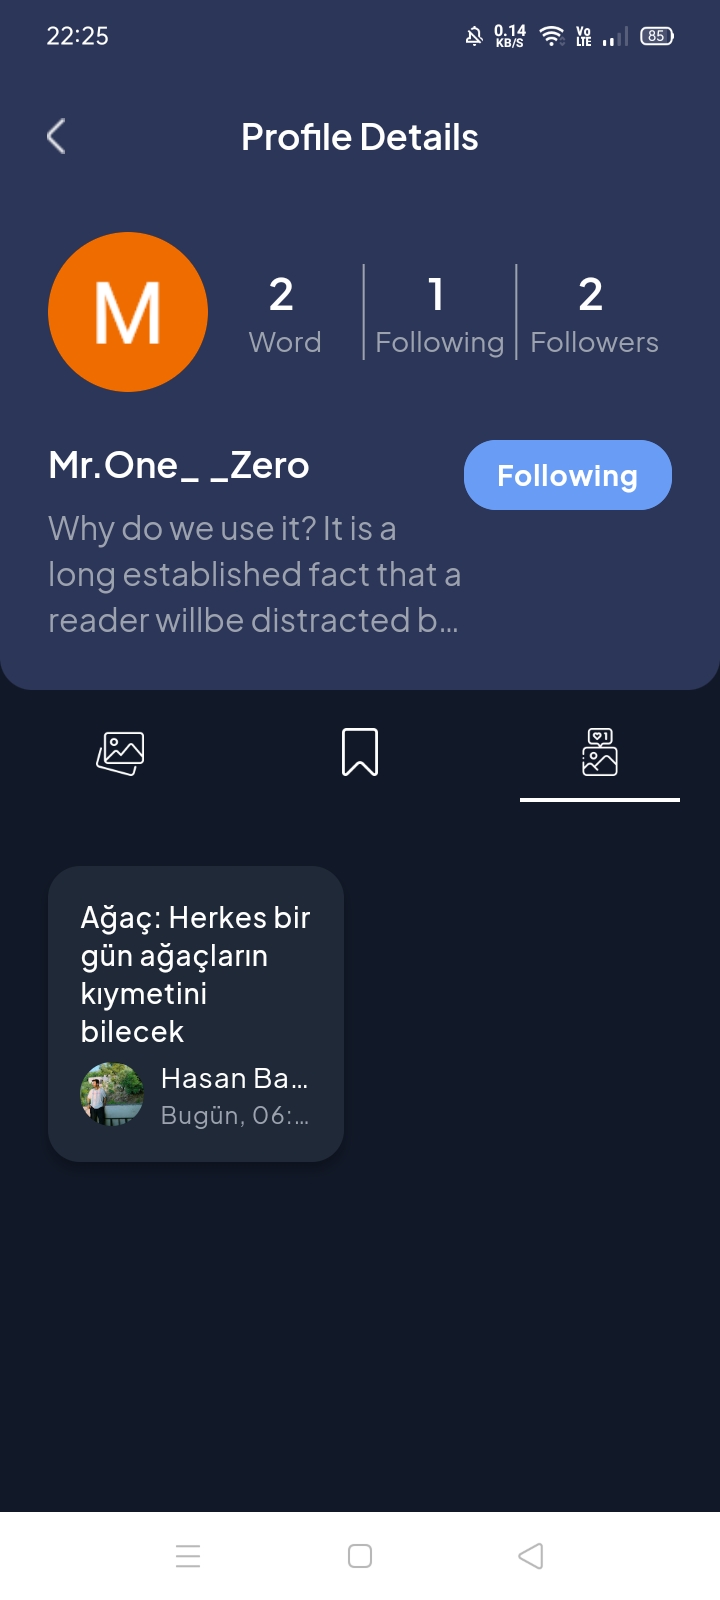 22:25
0.14
KB/S
Vo
LTE
85
Profile Details
M
2
Word
1
Following
2
Followers
Mr.One_ _Zero
Following
Why do we use it? It is a
long established fact that a
reader willbe distracted b...
1
Ağaç: Herkes bir
gün ağaçların
kıymetini
bilecek
Hasan Ba...
Bugün, 06:...